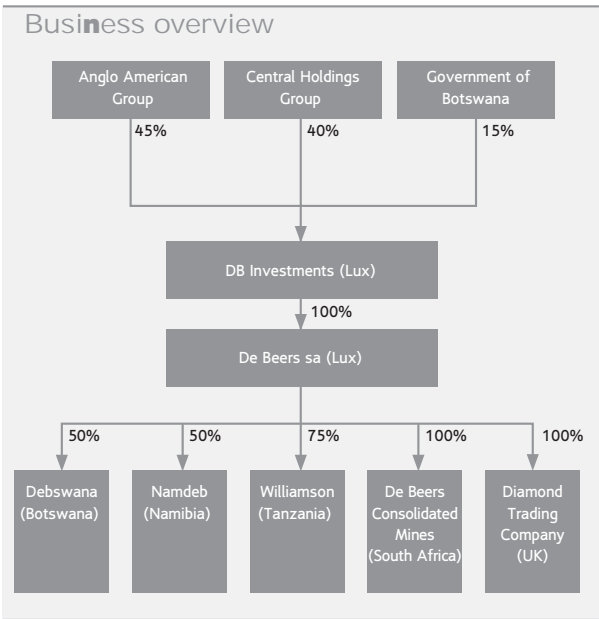 Business overview
Anglo American
Group
Central Holdings
Group
Government of
Botswana
45%
40%
15%
DB Investments (Lux)
100%
De Beers sa (Lux)
50%
50%
75%
100%
100%
Debswana
(Botswana)
Namdeb
(Namibia)
Williamson
(Tanzania)
De Beers
Consolidated
Mines
(South Africa)
Diamond
Trading
Company
(UK)